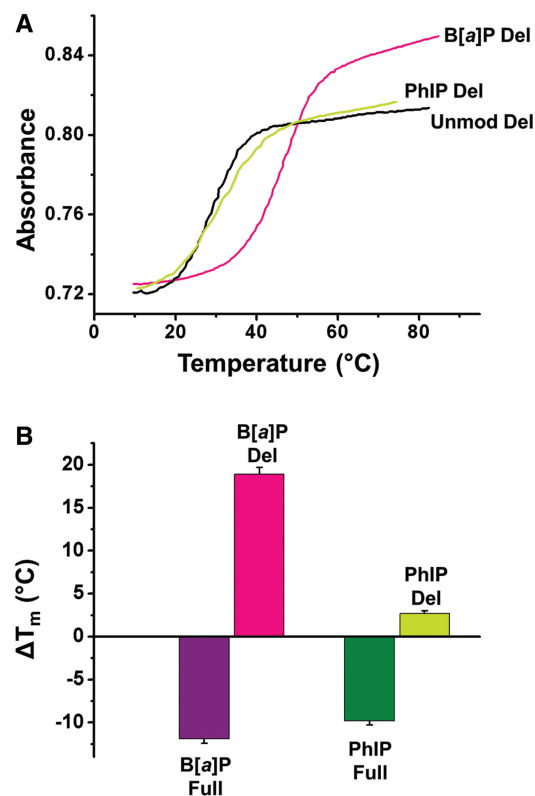 A
0.84
0.80
0.76
0.72
Absorbance
B[a]P Del
PhIP Del
Unmod Del
0 20 40 60 80
Temperature (°C)
B
20
15
10
5
0
-5
-10
ΔTm (°C)
B[a]P
Del
PhIP
Del
B[a]P
Full
PhIP
Full